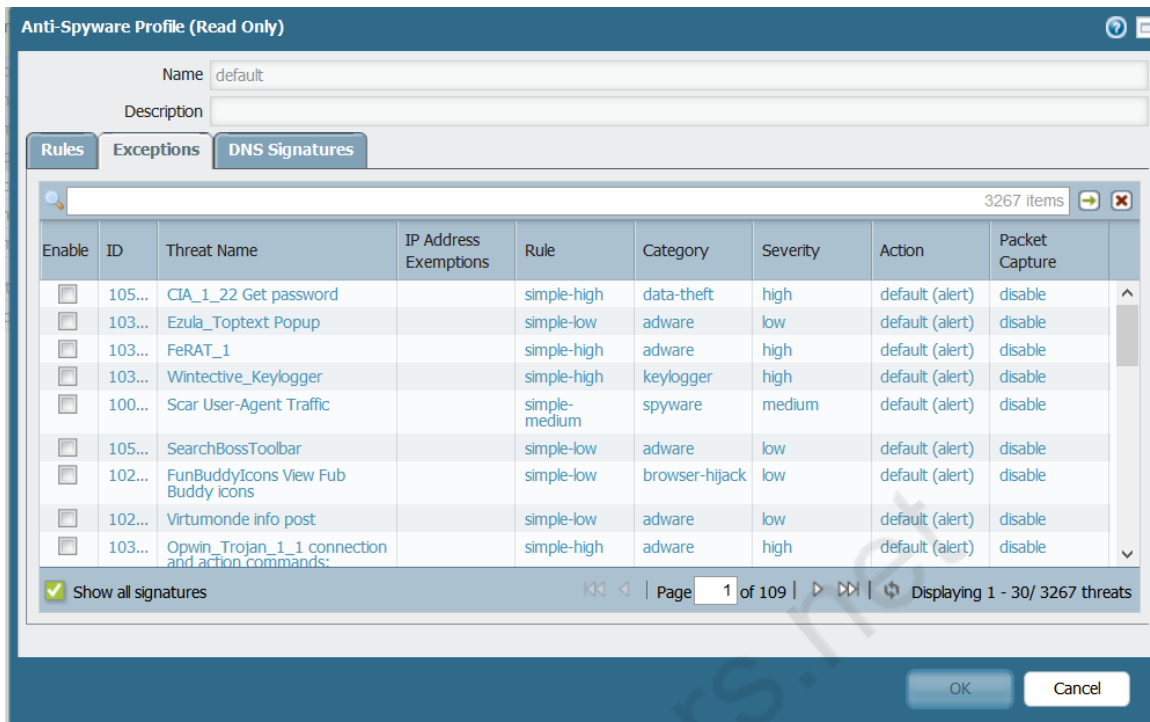 Anti-Spyware Profile (Read Only)
Name default
Description
Rules Exceptions DNS Signatures
3267 items
Enable ID Threat Name IP Address Exemptions Rule Category Severity Action Packet Capture
105... CIA_1_22 Get password simple-high data-theft high default (alert) disable
103... Ezula_Toptext Popup simple-low adware low default (alert) disable
103... FeRAT_1 simple-high adware high default (alert) disable
103... Wintective_Keylogger simple-high keylogger high default (alert) disable
100... Scar User-Agent Traffic simple-medium spyware medium default (alert) disable
105... SearchBossToolbar simple-low adware low default (alert) disable
102... FunBuddyIcons View Fub Buddy icons simple-low browser-hijack low default (alert) disable
102... Virtumonde info post simple-low adware low default (alert) disable
103... Opwin_Trojan_1_1 connection and action commands: simple-high adware high default (alert) disable
Show all signatures Page 1 of 109 Displaying 1 - 30/ 3267 threats
rs.net
OK Cancel